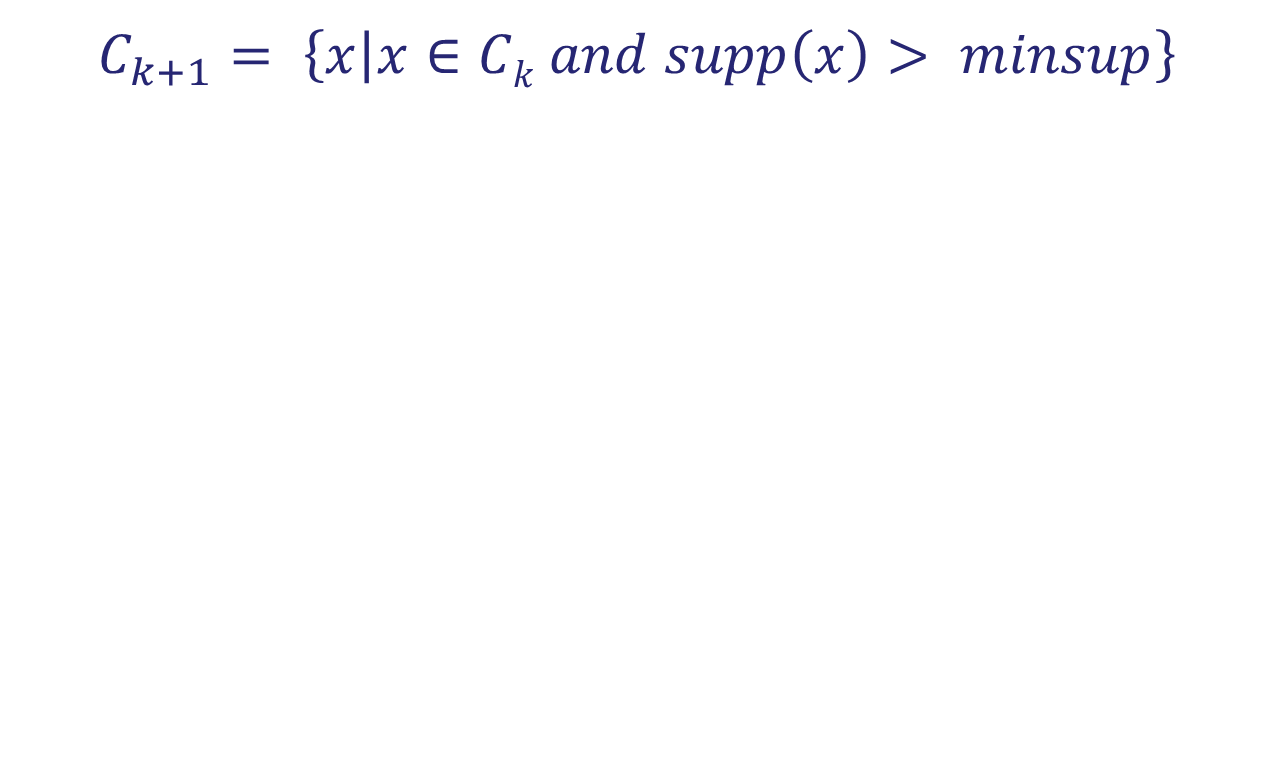 C_{k+1} = {x|x ∈ C_k and supp(x) > minsup}